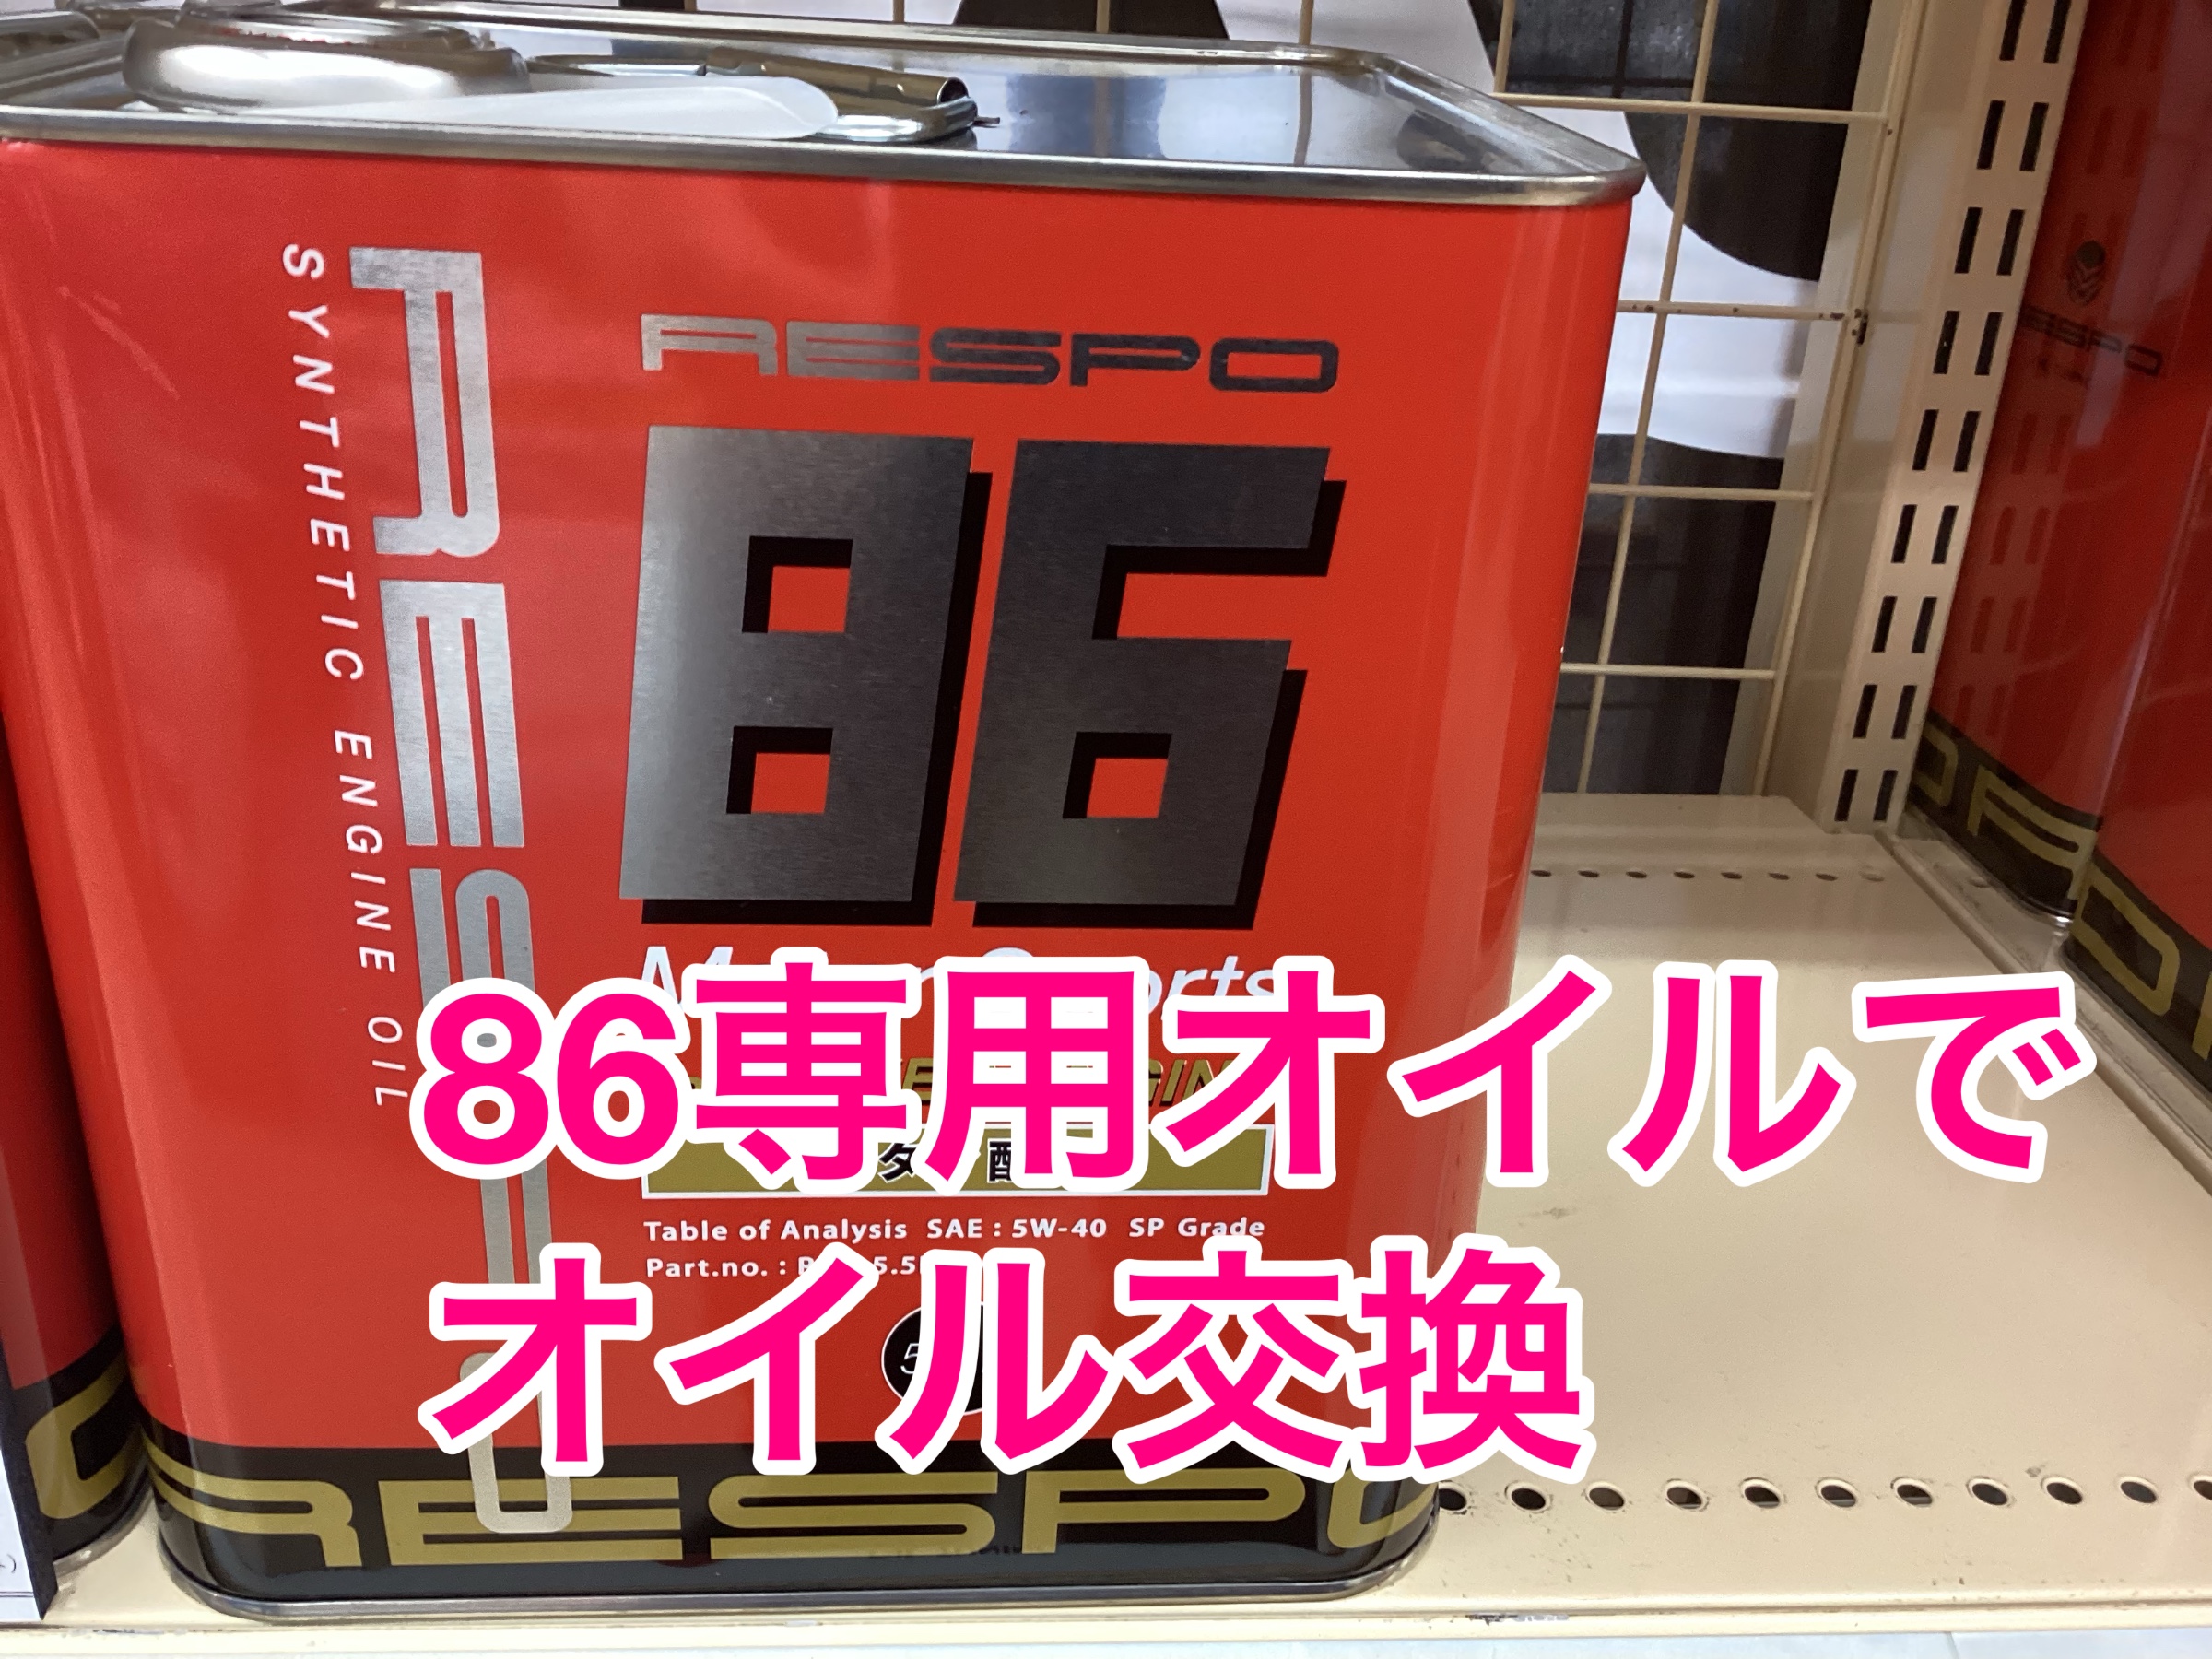 RESPO
SYNTHETIC ENGINE OIL
RESPO
86
86専用オイルで
Table of Analysis SAE : 5W-40 SP Grade
Part.no. :
オイル交換
RESPO
RESPO